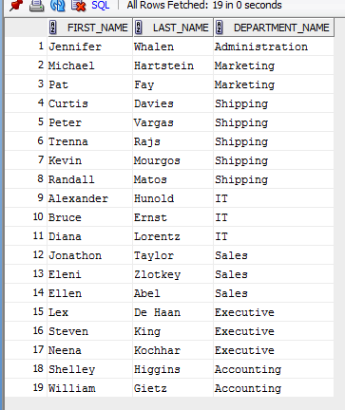 SQL | All Rows Fetched: 19 in 0 seconds
FIRST_NAME LAST_NAME DEPARTMENT_NAME
1 Jennifer Whalen Administration
2 Michael Hartstein Marketing
3 Pat Fay Marketing
4 Curtis Davies Shipping
5 Peter Vargas Shipping
6 Trenna Rajs Shipping
7 Kevin Mourgos Shipping
8 Randall Matos Shipping
9 Alexander Hunold IT
10 Bruce Ernst IT
11 Diana Lorentz IT
12 Jonathon Taylor Sales
13 Eleni Zlotkey Sales
14 Ellen Abel Sales
15 Lex De Haan Executive
16 Steven King Executive
17 Neena Kochhar Executive
18 Shelley Higgins Accounting
19 William Gietz Accounting